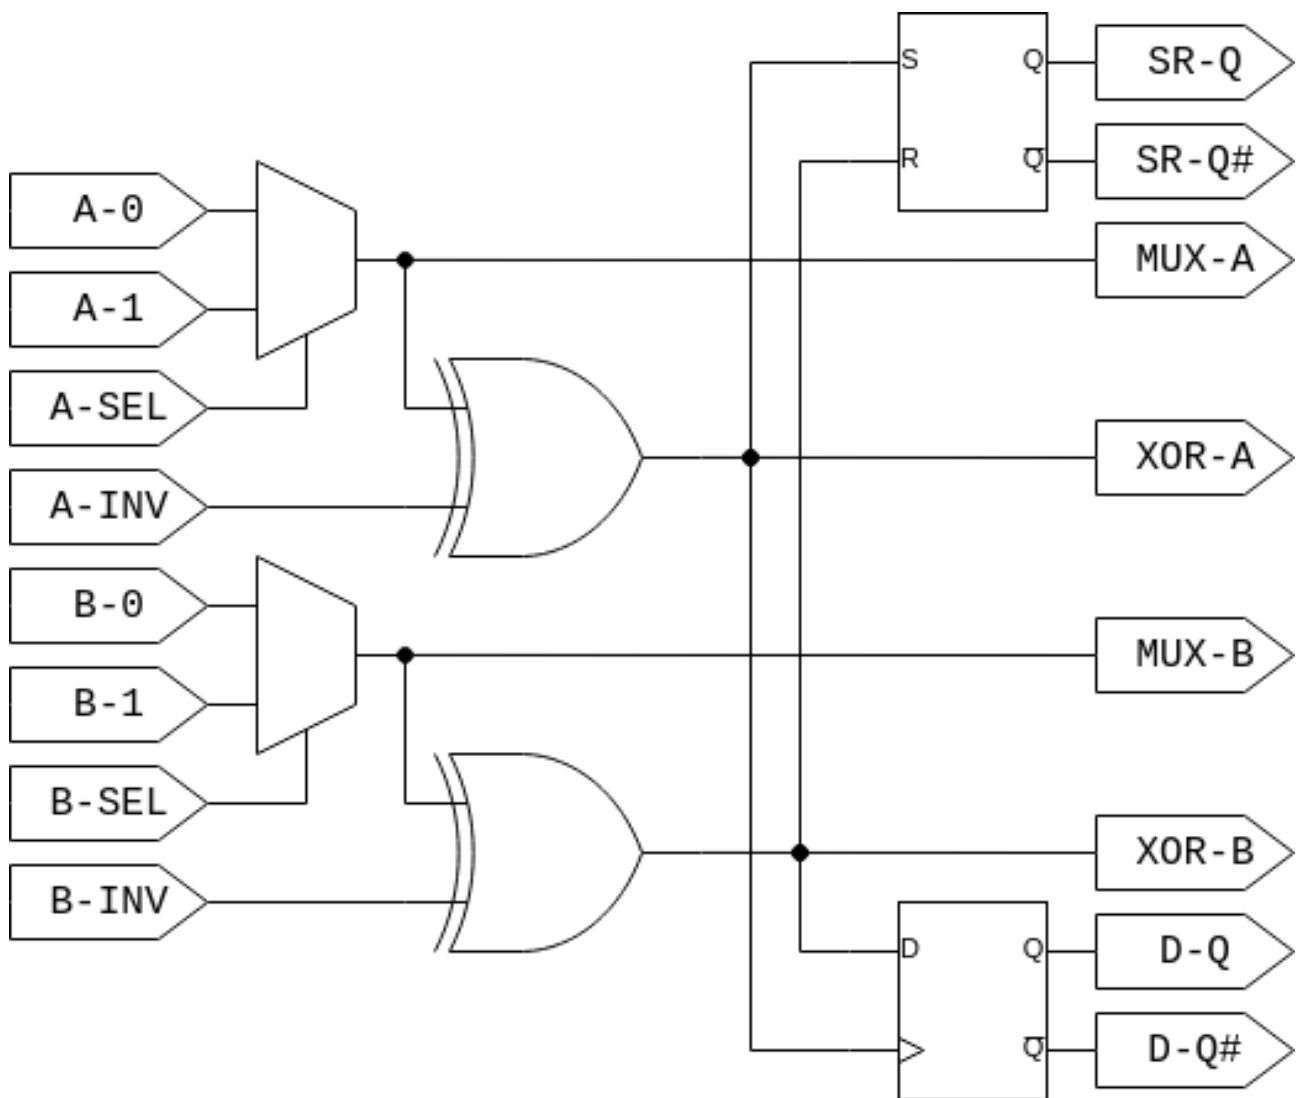 S Q SR-Q
R Q̅ SR-Q#
A-0
MUX-A
A-1
A-SEL
XOR-A
A-INV
B-0
MUX-B
B-1
B-SEL
XOR-B
B-INV
D Q D-Q
Q̅ D-Q#